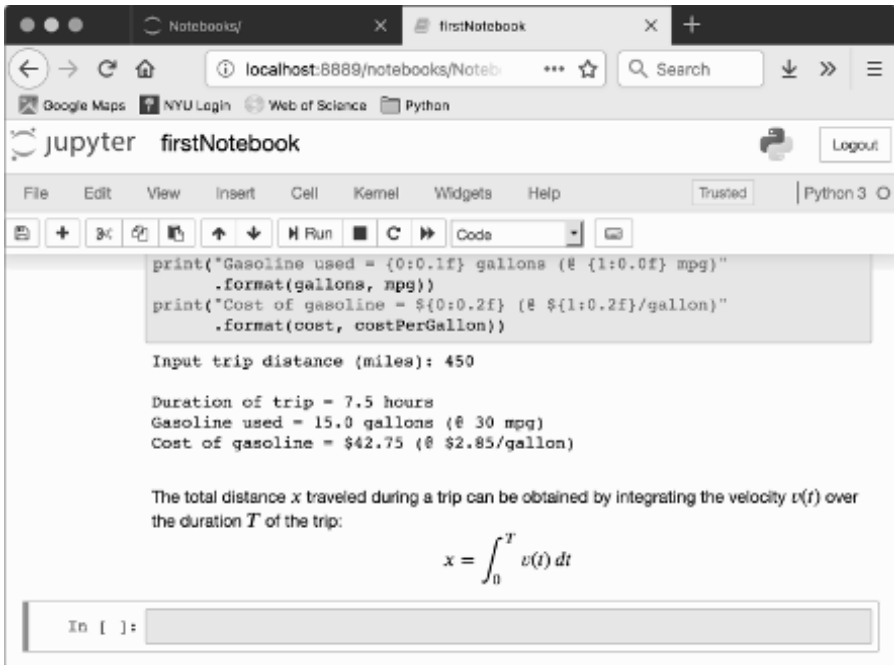 Notebooks/ firstNotebook
localhost:8889/notebooks/Noteb Search
Google Maps NYU Login Web of Science Python
jupyter firstNotebook Logout
File Edit View Insert Cell Kernel Widgets Help Trusted Python 3
Run Code
print("Gasoline used = {0:0.1f} gallons (@ {1:0.0f} mpg)"
.format(gallons, mpg))
print("Cost of gasoline = ${0:0.2f} (@ ${1:0.2f}/gallon)"
.format(cost, costPerGallon))
Input trip distance (miles): 450
Duration of trip = 7.5 hours
Gasoline used = 15.0 gallons (@ 30 mpg)
Cost of gasoline = $42.75 (@ $2.85/gallon)
The total distance x traveled during a trip can be obtained by integrating the velocity v(t) over
the duration T of the trip:
x = ∫₀ᵀ v(t) dt
In [ ]: